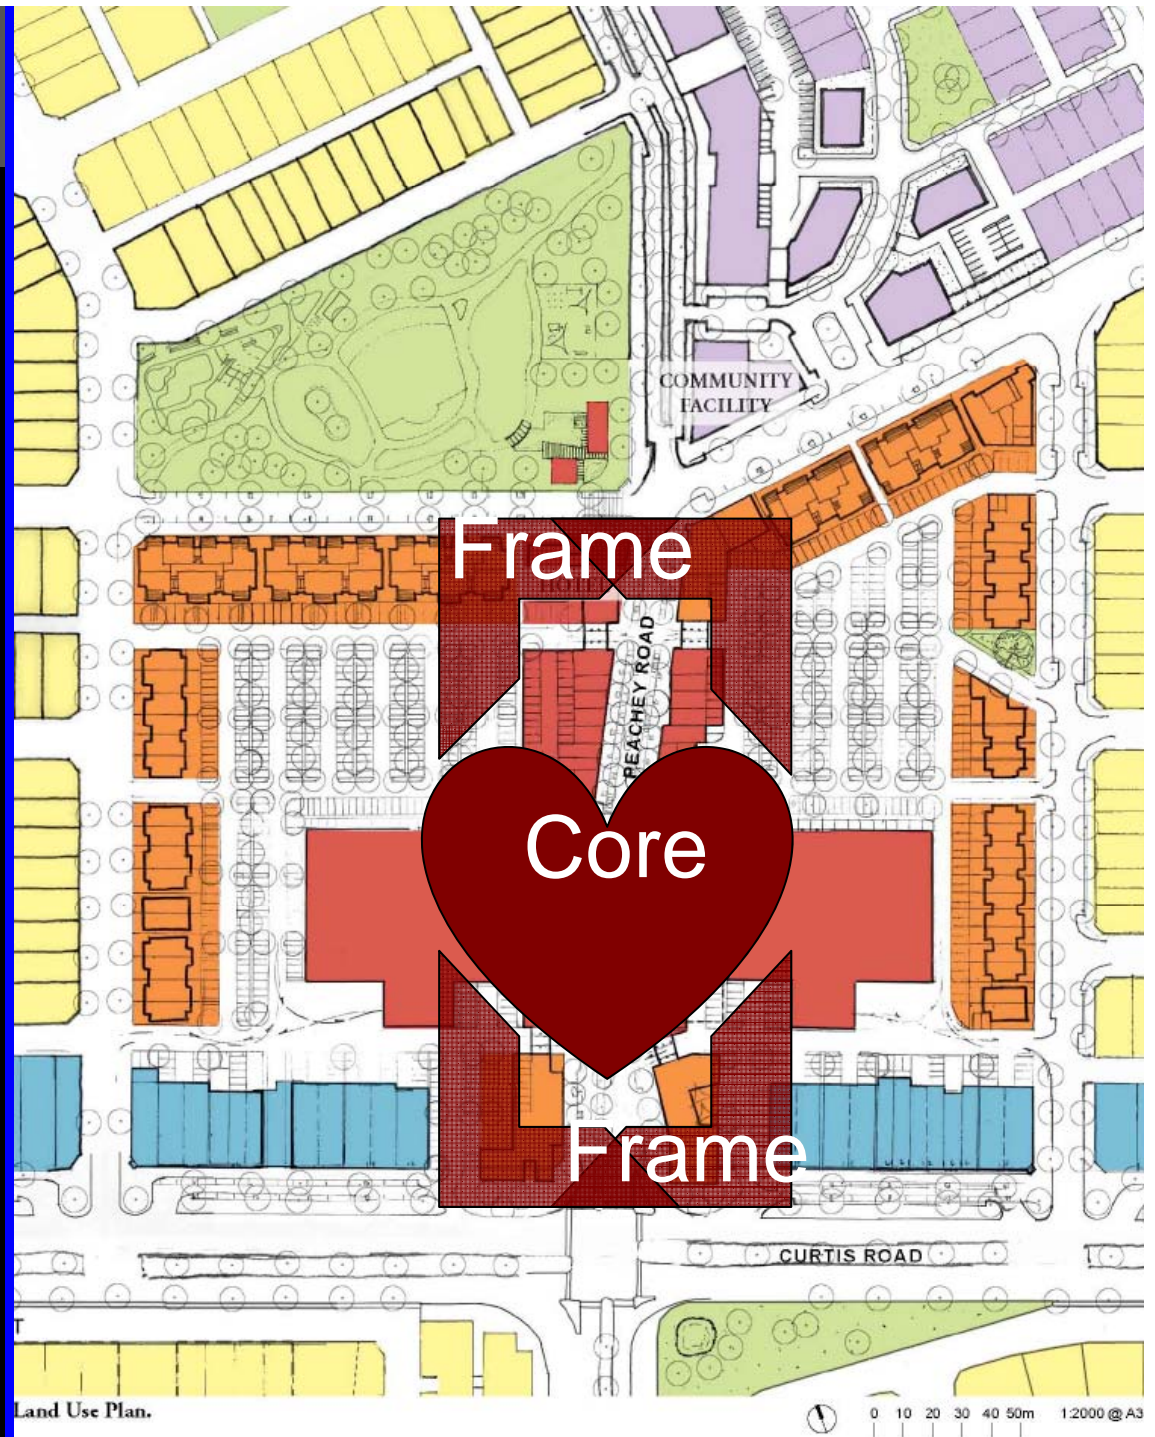 COMMUNITY
FACILITY
Frame
PEACHEY ROAD
Core
Frame
CURTIS ROAD
T
Land Use Plan.
0 10 20 30 40 50m 1:2000 @ A3